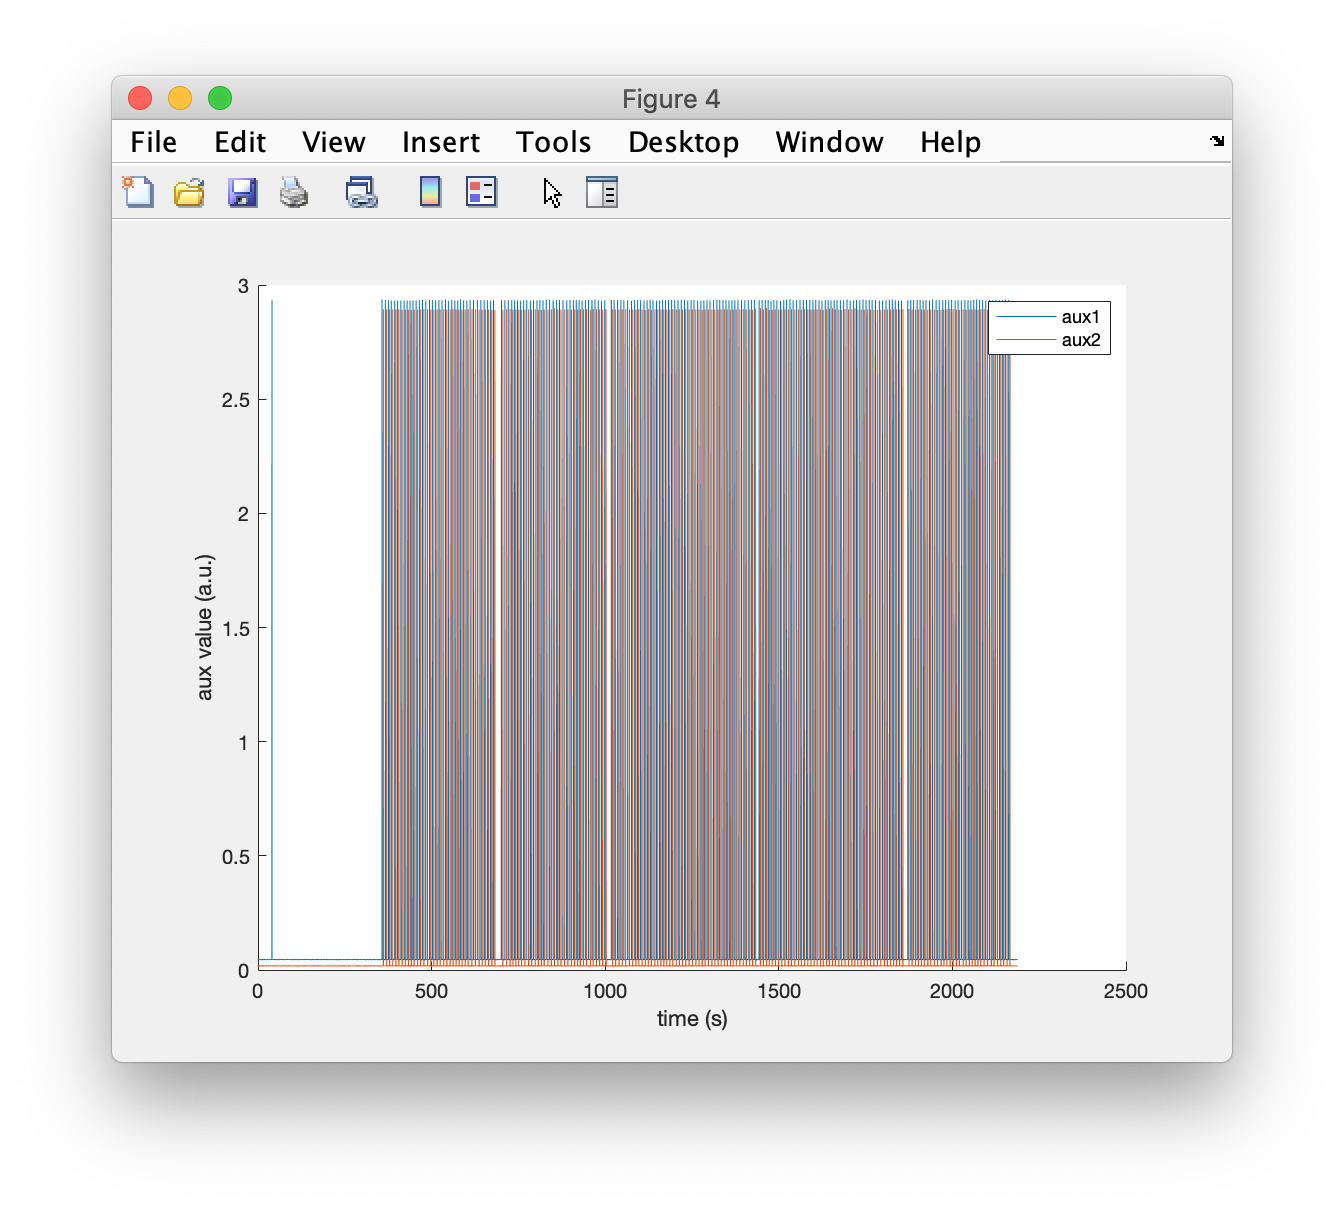 Figure 4
File Edit View Insert Tools Desktop Window Help
3
2.5
2
1.5
1
0.5
0
aux value (a.u.)
aux1
aux2
0 500 1000 1500 2000 2500
time (s)